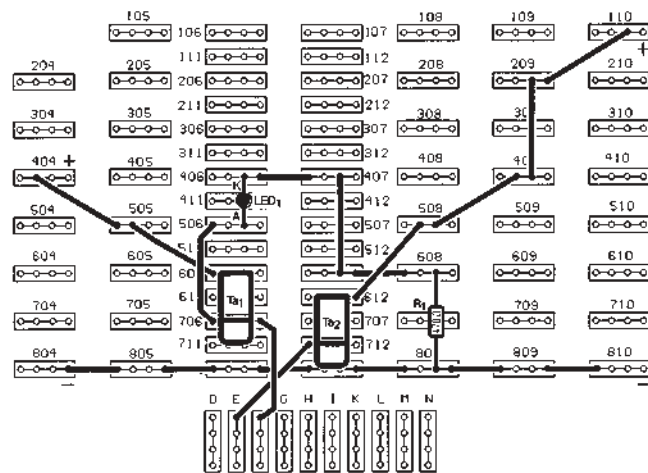 105 106 107 108 109 110
+
111 112
204 205 206 207 208 209 210
211 212
304 305 306 307 308 310
311 312
404 + 405 406 407 408 410
K
411 LED1 412
A
504 505 506 507 508 509 510
512
604 605 608 609 610
Ta1 612
704 705 706 Ta2 707 R1 709 710
470Ω
711 712
804 805 809 810
− −
D E G H I K L M N